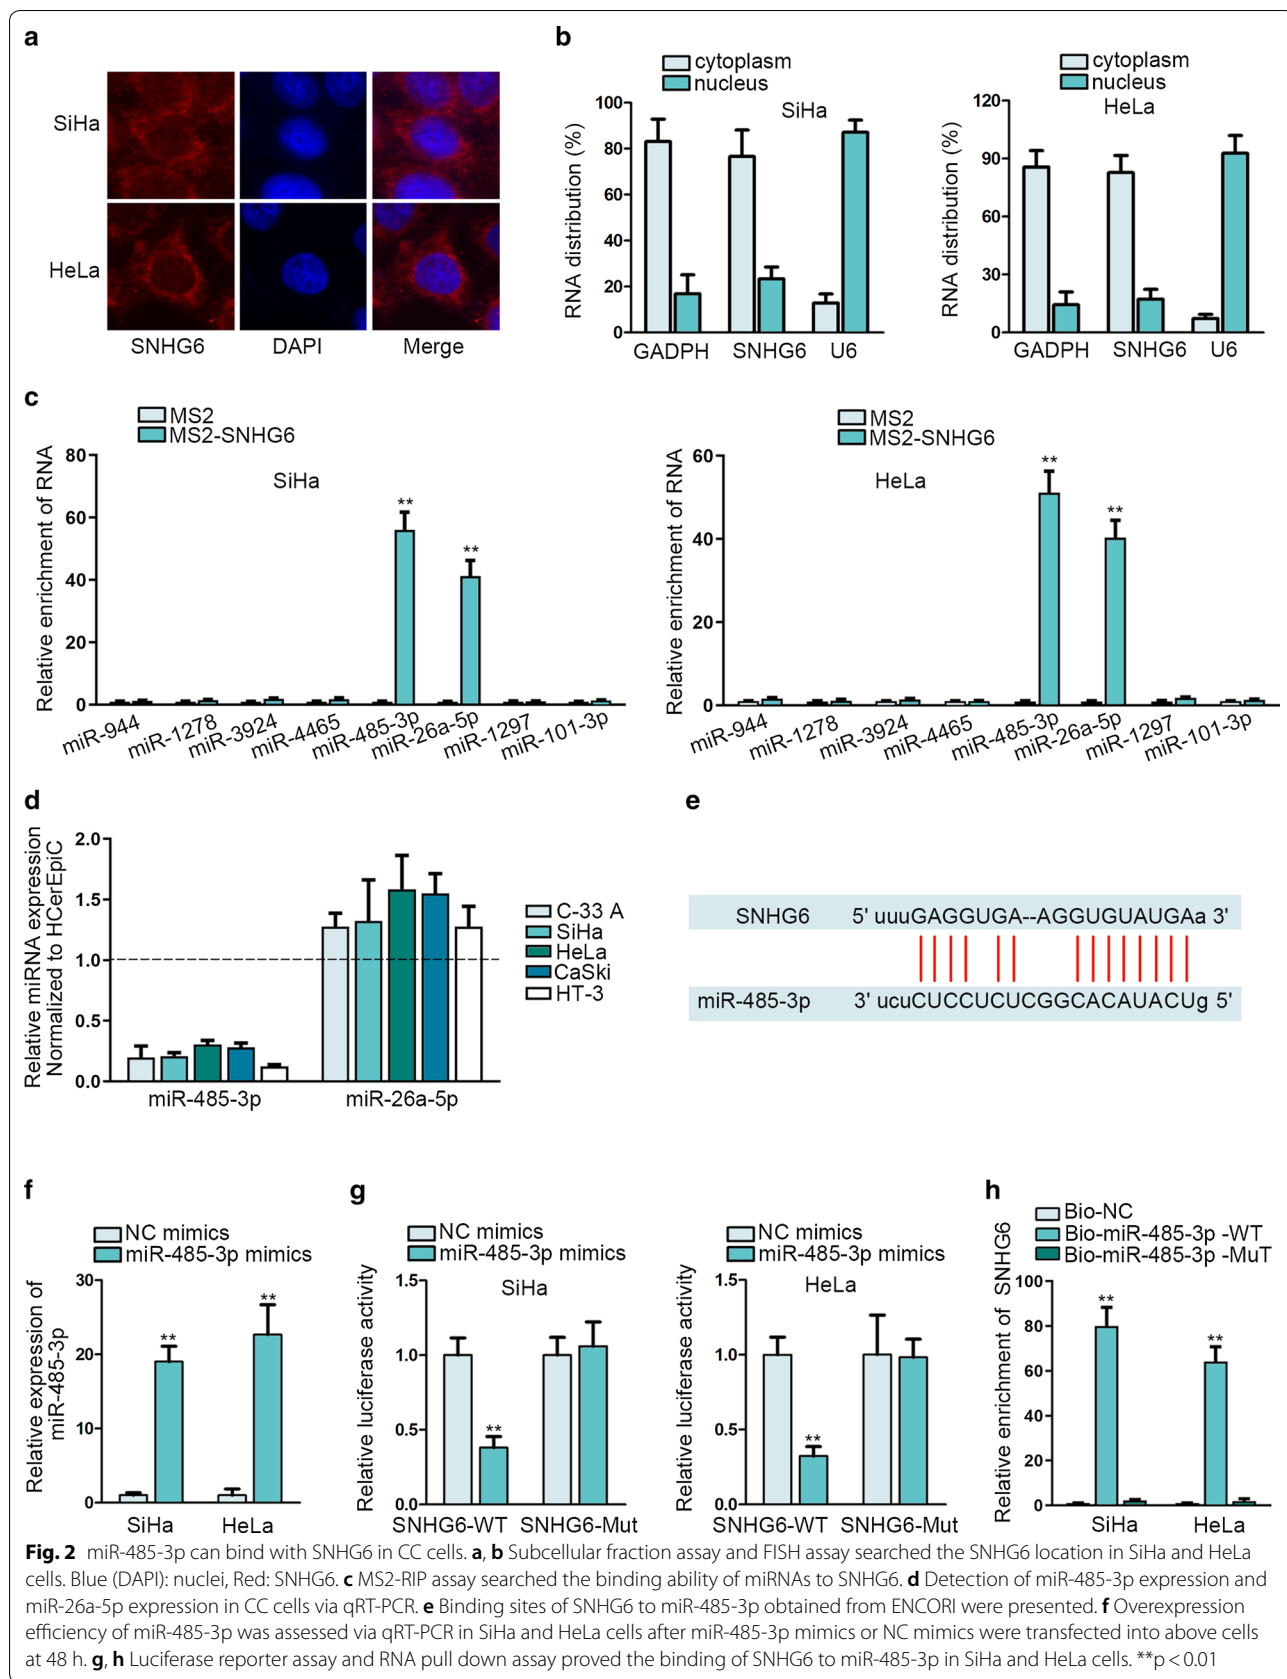 a
SiHa
HeLa
SNHG6 DAPI Merge
b
cytoplasm
nucleus
SiHa
RNA distribution (%)
100
80
60
40
20
0
GADPH SNHG6 U6
cytoplasm
nucleus
HeLa
RNA distribution (%)
120
90
60
30
0
GADPH SNHG6 U6
c
MS2
MS2-SNHG6
SiHa
Relative enrichment of RNA
80
60
40
20
0
**
**
miR-944 miR-1278 miR-3924 miR-4465 miR-485-3p miR-26a-5p miR-1297 miR-101-3p
MS2
MS2-SNHG6
HeLa
Relative enrichment of RNA
60
40
20
0
**
**
miR-944 miR-1278 miR-3924 miR-4465 miR-485-3p miR-26a-5p miR-1297 miR-101-3p
d
Relative miRNA expression
Normalized to HCerEpiC
2.0
1.5
1.0
0.5
0.0
miR-485-3p miR-26a-5p
C-33 A
SiHa
HeLa
CaSki
HT-3
e
SNHG6 5' uuuGAGGUGA--AGGUGUAUGAa 3'
miR-485-3p 3' ucuCUCCUCUCGGCACAUACUg 5'
f
NC mimics
miR-485-3p mimics
Relative expression of
miR-485-3p
30
20
10
0
**
**
SiHa HeLa
g
NC mimics
miR-485-3p mimics
SiHa
Relative luciferase activity
1.5
1.0
0.5
0.0
**
SNHG6-WT SNHG6-Mut
NC mimics
miR-485-3p mimics
HeLa
Relative luciferase activity
1.5
1.0
0.5
0.0
**
SNHG6-WT SNHG6-Mut
h
Bio-NC
Bio-miR-485-3p -WT
Bio-miR-485-3p -MuT
Relative enrichment of SNHG6
100
80
60
40
20
0
**
**
SiHa HeLa
Fig. 2 miR-485-3p can bind with SNHG6 in CC cells. a, b Subcellular fraction assay and FISH assay searched the SNHG6 location in SiHa and HeLa
cells. Blue (DAPI): nuclei, Red: SNHG6. c MS2-RIP assay searched the binding ability of miRNAs to SNHG6. d Detection of miR-485-3p expression and
miR-26a-5p expression in CC cells via qRT-PCR. e Binding sites of SNHG6 to miR-485-3p obtained from ENCORI were presented. f Overexpression
efficiency of miR-485-3p was assessed via qRT-PCR in SiHa and HeLa cells after miR-485-3p mimics or NC mimics were transfected into above cells
at 48 h. g, h Luciferase reporter assay and RNA pull down assay proved the binding of SNHG6 to miR-485-3p in SiHa and HeLa cells. **p < 0.01